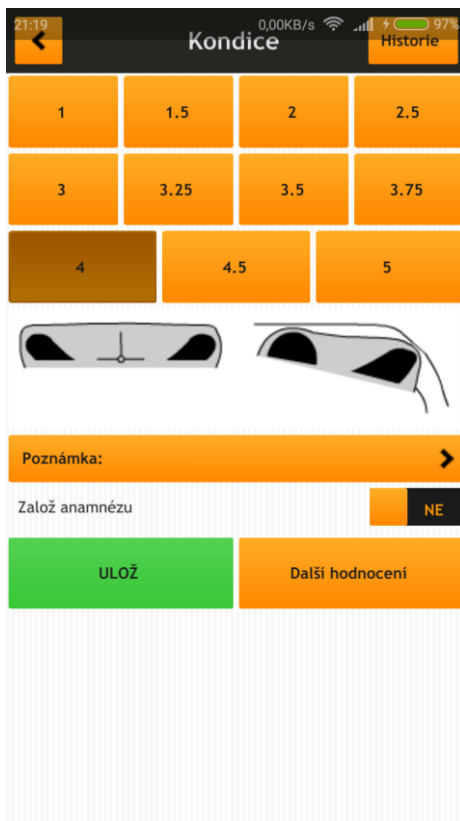 21:19 0,00KB/s 97%
Kondice Historie
1 1.5 2 2.5
3 3.25 3.5 3.75
4 4.5 5
Poznámka:
Založ anamnézu NE
ULOŽ Další hodnocení